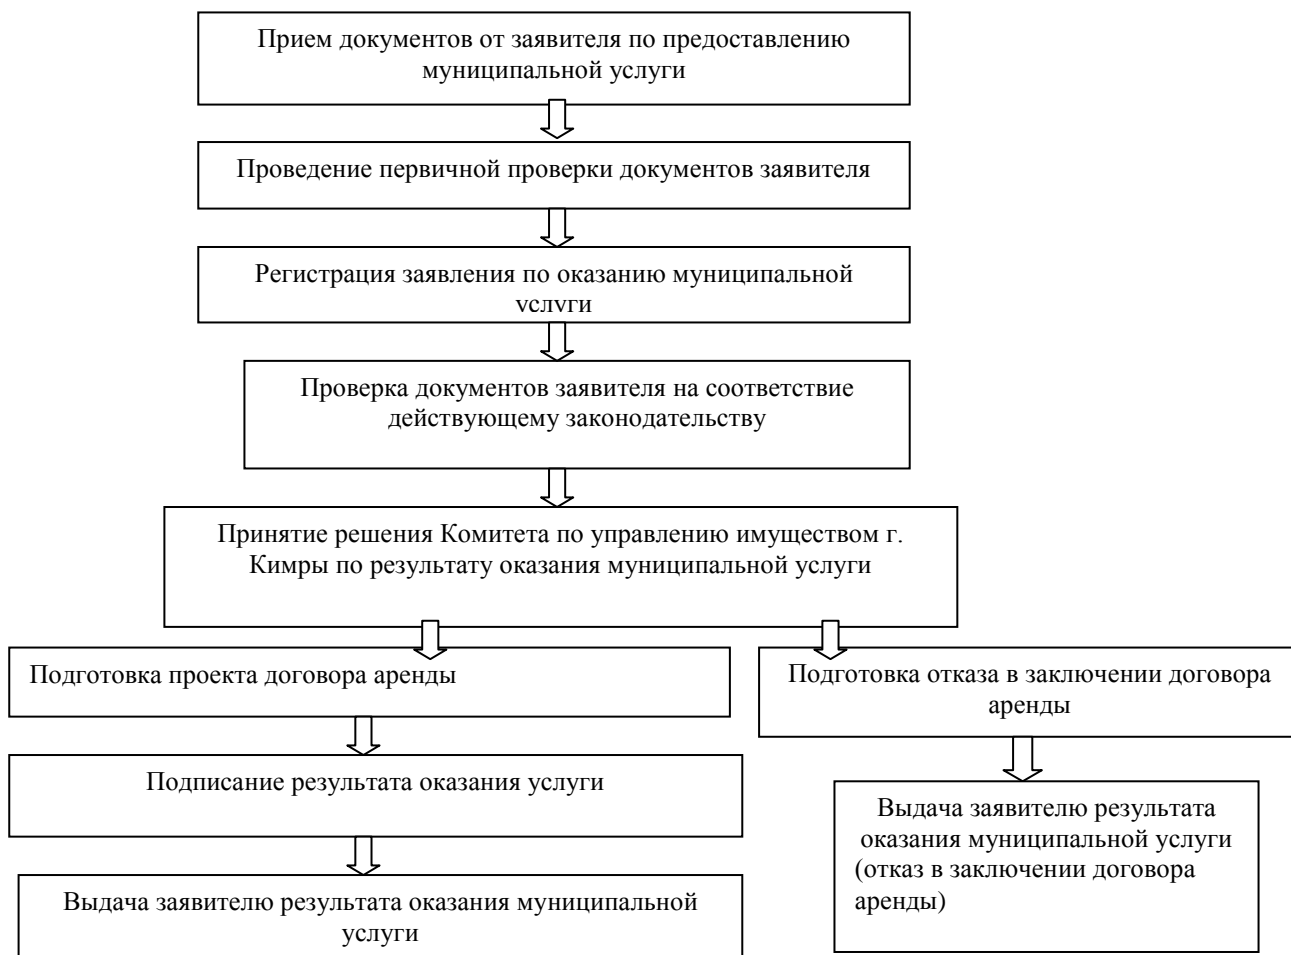 Прием документов от заявителя по предоставлению
муниципальной услуги
Проведение первичной проверки документов заявителя
Регистрация заявления по оказанию муниципальной
услуги
Проверка документов заявителя на соответствие
действующему законодательству
Принятие решения Комитета по управлению имуществом г.
Кимры по результату оказания муниципальной услуги
Подготовка проекта договора аренды
Подготовка отказа в заключении договора
аренды
Подписание результата оказания услуги
Выдача заявителю результата
оказания муниципальной услуги
(отказ в заключении договора
аренды)
Выдача заявителю результата оказания муниципальной
услуги